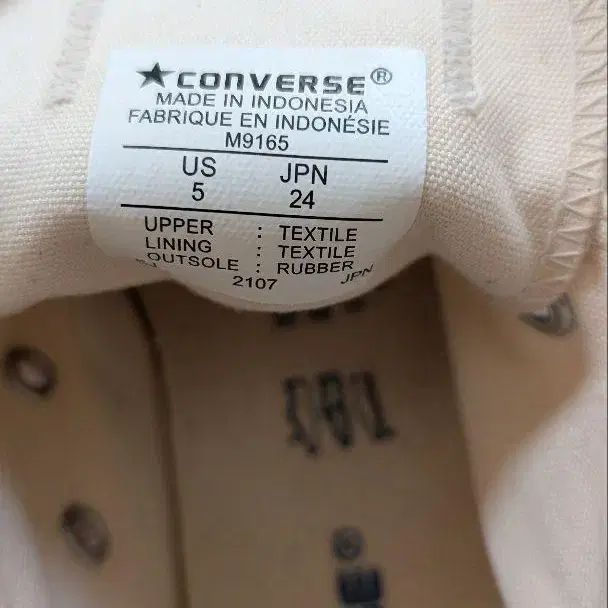 ★CONVERSE®
MADE IN INDONESIA
FABRIQUE EN INDONÉSIE
M9165
US JPN
5 24
UPPER : TEXTILE
LINING : TEXTILE
OUTSOLE : RUBBER
2107 JPN